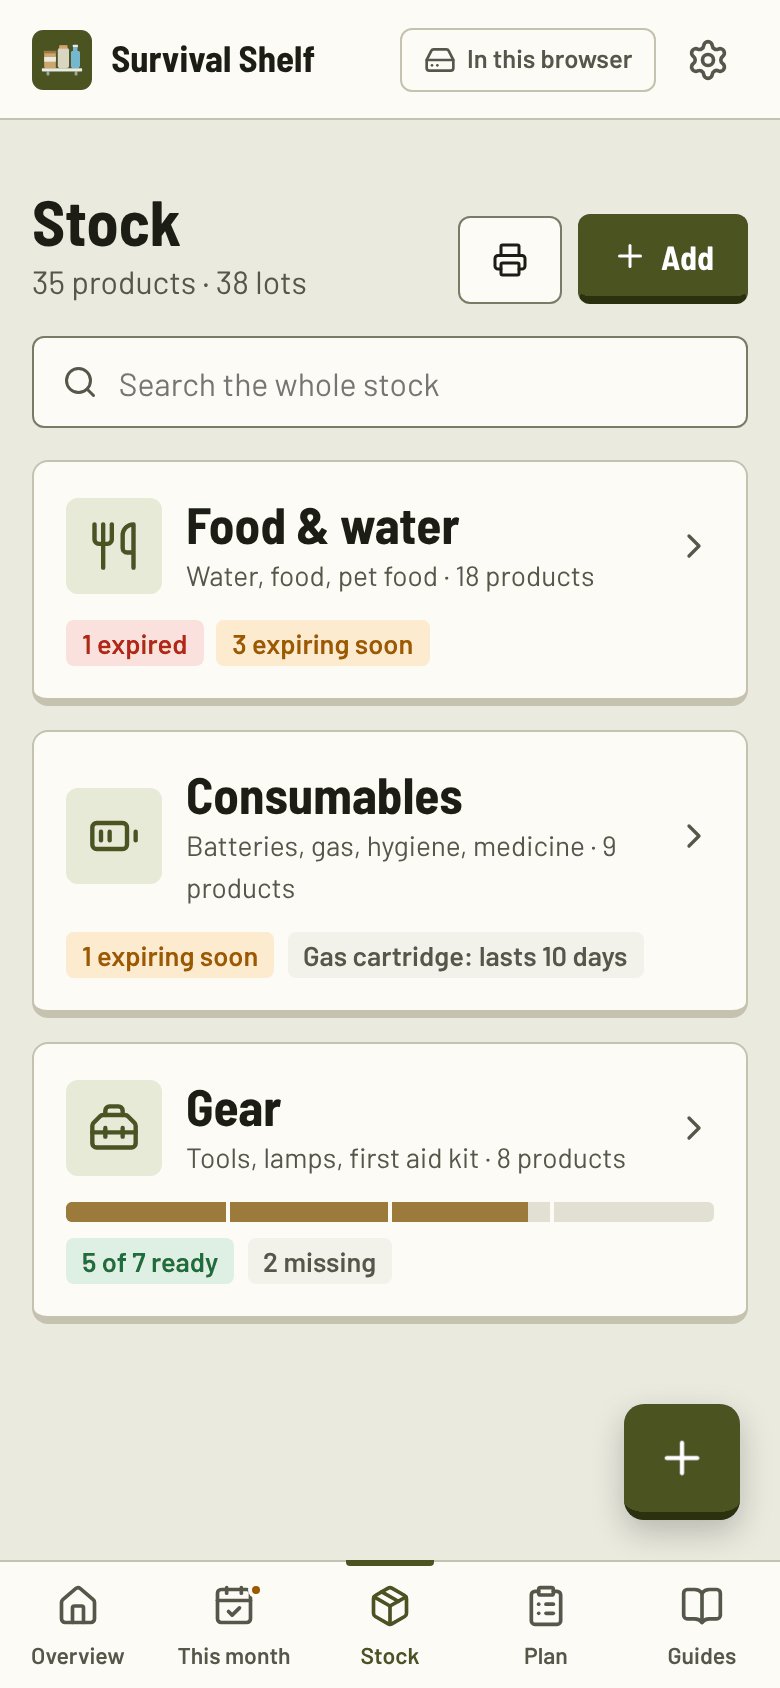 Survival Shelf
In this browser
Stock
35 products · 38 lots
Add
Search the whole stock
Food & water
Water, food, pet food · 18 products
1 expired
3 expiring soon
Consumables
Batteries, gas, hygiene, medicine · 9
products
1 expiring soon
Gas cartridge: lasts 10 days
Gear
Tools, lamps, first aid kit · 8 products
5 of 7 ready
2 missing
Overview
This month
Stock
Plan
Guides